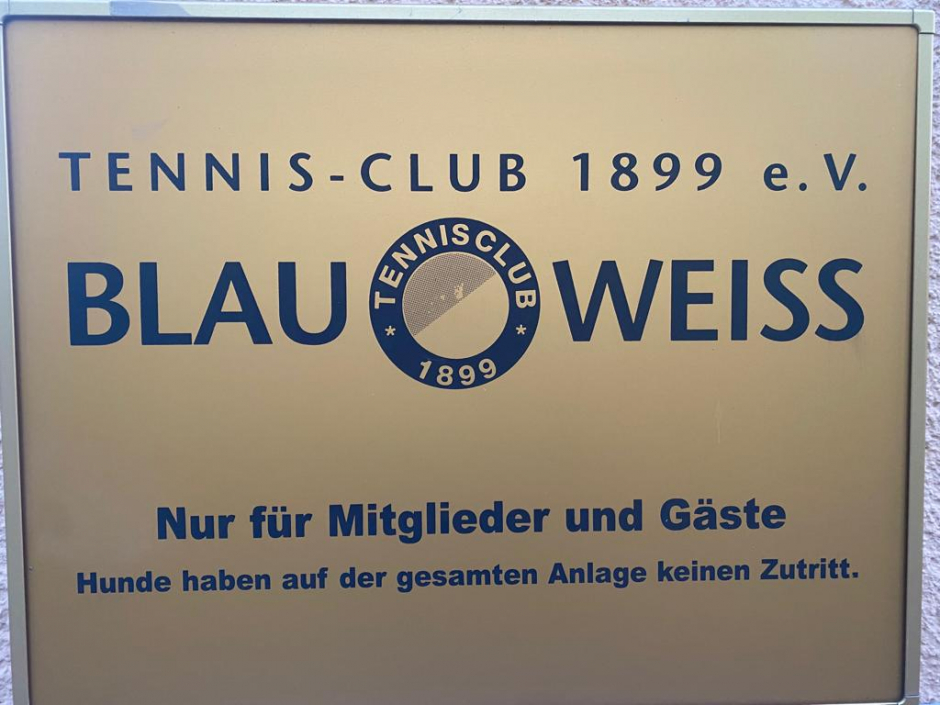 TENNIS-CLUB 1899 e.V.
BLAU WEISS
TENNISCLUB
* 1899 *
Nur für Mitglieder und Gäste
Hunde haben auf der gesamten Anlage keinen Zutritt.